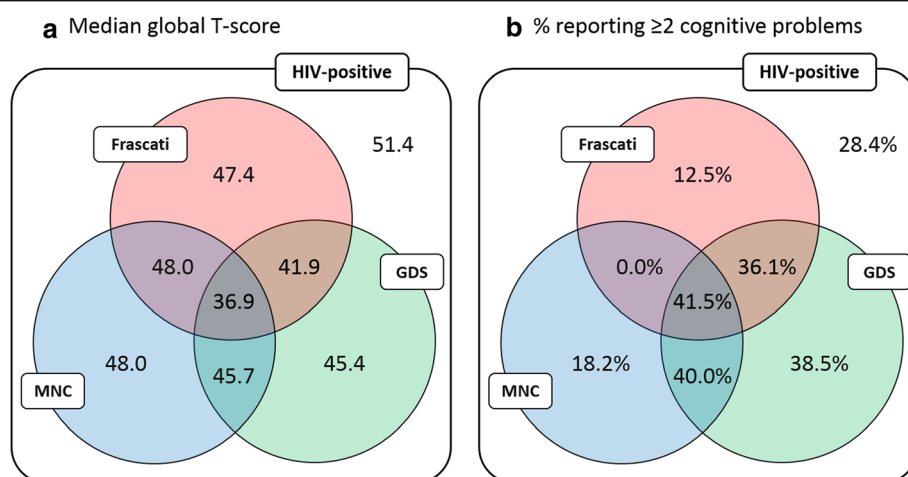 a Median global T-score
HIV-positive
Frascati
51.4
47.4
48.0
41.9
GDS
36.9
48.0
45.7
45.4
MNC
b % reporting ≥2 cognitive problems
HIV-positive
Frascati
28.4%
12.5%
0.0%
36.1%
GDS
41.5%
18.2%
40.0%
38.5%
MNC